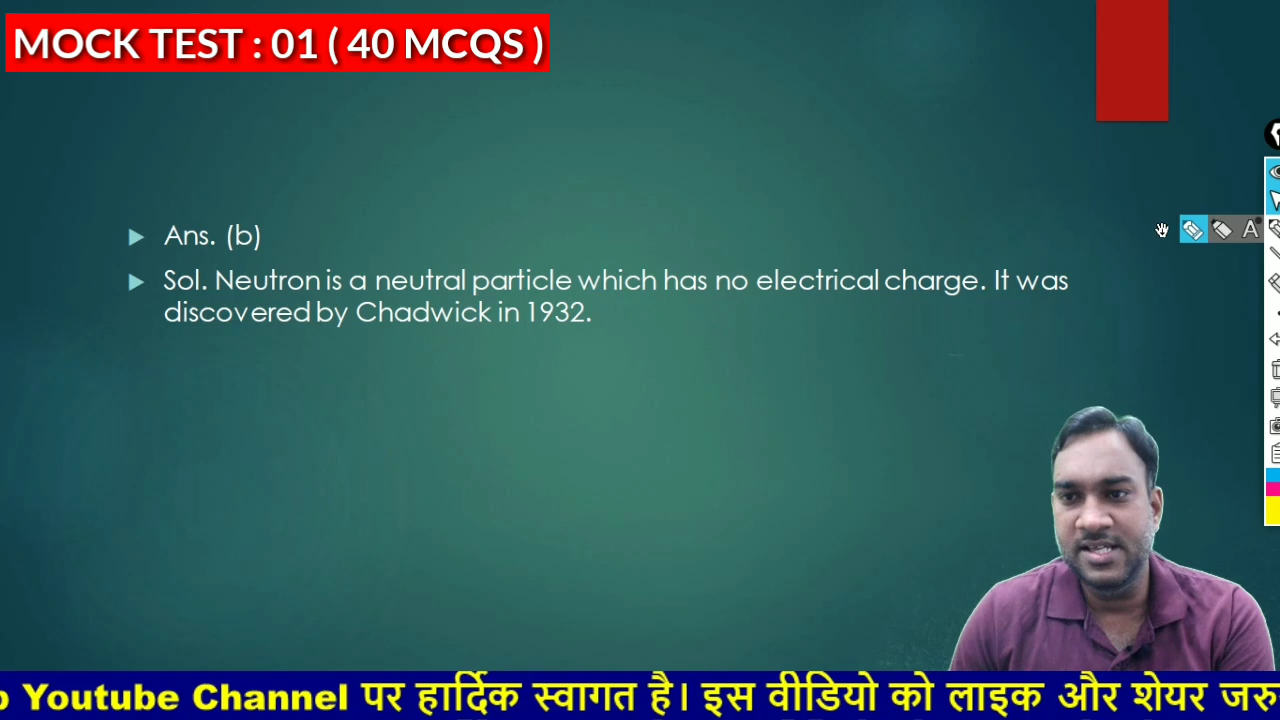 MOCK TEST : 01 ( 40 MCQS )
Ans. (b)
Sol. Neutron is a neutral particle which has no electrical charge. It was
discovered by Chadwick in 1932.
A
Youtube Channel पर हार्दिक स्वागत है। इस वीडियो को लाइक और शेयर